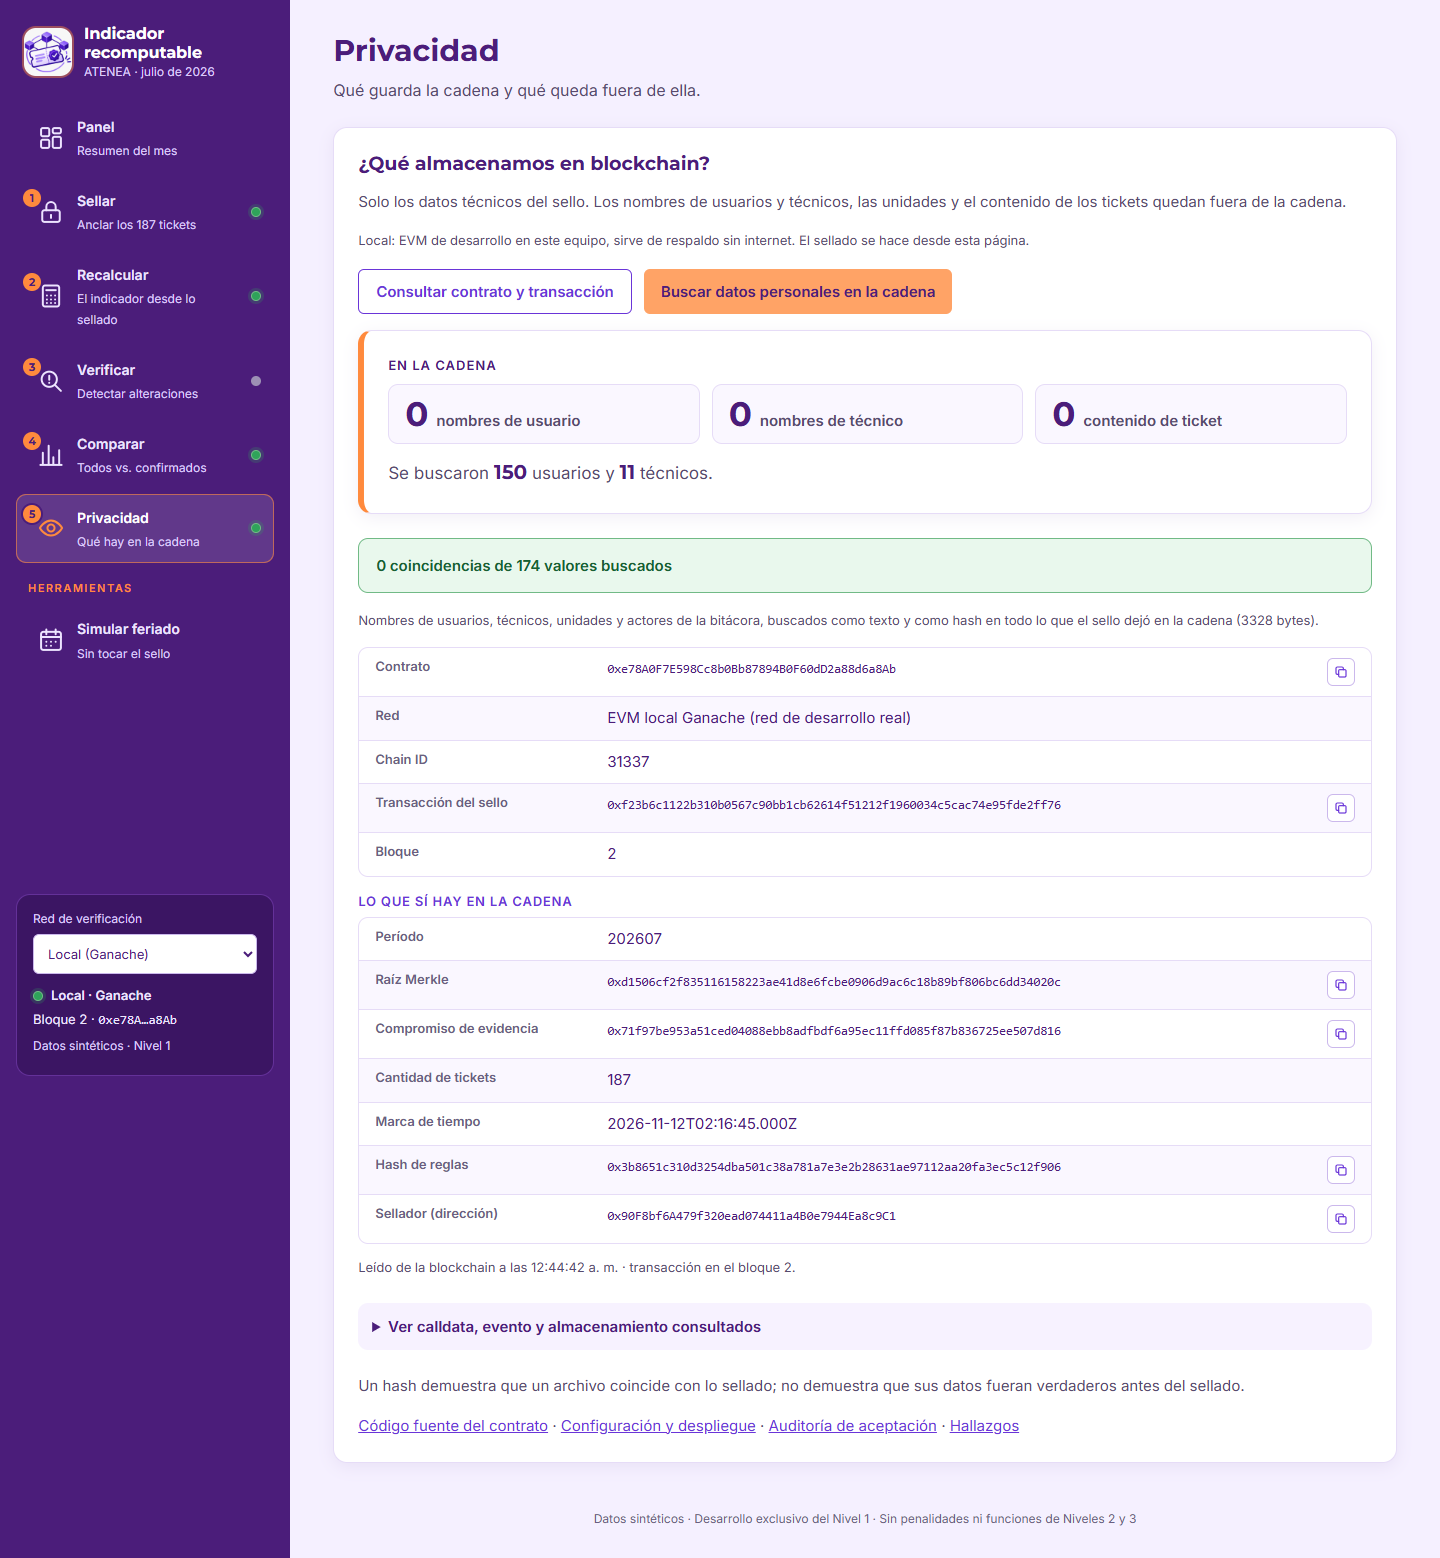 Indicador
recomputable
ATENEA · julio de 2026
Panel
Resumen del mes
1
Sellar
Anclar los 187 tickets
2
Recalcular
El indicador desde lo
sellado
3
Verificar
Detectar alteraciones
4
Comparar
Todos vs. confirmados
5
Privacidad
Qué hay en la cadena
HERRAMIENTAS
Simular feriado
Sin tocar el sello
Red de verificación
Local (Ganache)
Local · Ganache
Bloque 2 · 0xe78A…a8Ab
Datos sintéticos · Nivel 1
Privacidad
Qué guarda la cadena y qué queda fuera de ella.
¿Qué almacenamos en blockchain?
Solo los datos técnicos del sello. Los nombres de usuarios y técnicos, las unidades y el contenido de los tickets quedan fuera de la cadena.
Local: EVM de desarrollo en este equipo, sirve de respaldo sin internet. El sellado se hace desde esta página.
Consultar contrato y transacción
Buscar datos personales en la cadena
EN LA CADENA
0 nombres de usuario
0 nombres de técnico
0 contenido de ticket
Se buscaron 150 usuarios y 11 técnicos.
0 coincidencias de 174 valores buscados
Nombres de usuarios, técnicos, unidades y actores de la bitácora, buscados como texto y como hash en todo lo que el sello dejó en la cadena (3328 bytes).
Contrato 0xe78A0F7E598Cc8b0Bb87894B0F60dD2a88d6a8Ab
Red EVM local Ganache (red de desarrollo real)
Chain ID 31337
Transacción del sello 0xf23b6c1122b310b0567c90bb1cb62614f51212f1960034c5cac74e95fde2ff76
Bloque 2
LO QUE SÍ HAY EN LA CADENA
Período 202607
Raíz Merkle 0xd1506cf2f835116158223ae41d8e6fcbe0906d9ac6c18b89bf806bc6dd34020c
Compromiso de evidencia 0x71f97be953a51ced04088ebb8adfbdf6a95ec11ffd085f87b836725ee507d816
Cantidad de tickets 187
Marca de tiempo 2026-11-12T02:16:45.000Z
Hash de reglas 0x3b8651c310d3254dba501c38a781a7e3e2b28631ae97112aa20fa3ec5c12f906
Sellador (dirección) 0x90F8bf6A479f320ead074411a4B0e7944Ea8c9C1
Leído de la blockchain a las 12:44:42 a. m. · transacción en el bloque 2.
Ver calldata, evento y almacenamiento consultados
Un hash demuestra que un archivo coincide con lo sellado; no demuestra que sus datos fueran verdaderos antes del sellado.
Código fuente del contrato · Configuración y despliegue · Auditoría de aceptación · Hallazgos
Datos sintéticos · Desarrollo exclusivo del Nivel 1 · Sin penalidades ni funciones de Niveles 2 y 3